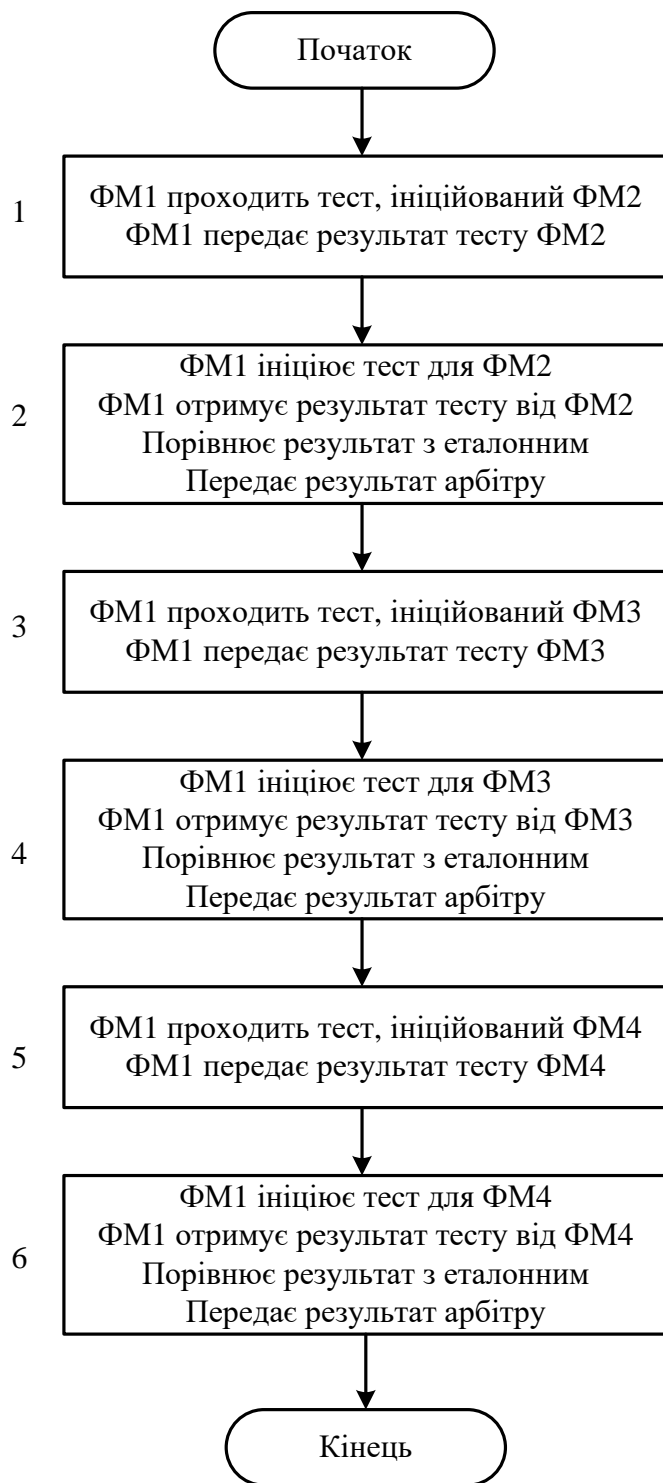 Початок
1
ФМ1 проходить тест, ініційований ФМ2
ФМ1 передає результат тесту ФМ2
2
ФМ1 ініціює тест для ФМ2
ФМ1 отримує результат тесту від ФМ2
Порівнює результат з еталонним
Передає результат арбітру
3
ФМ1 проходить тест, ініційований ФМ3
ФМ1 передає результат тесту ФМ3
4
ФМ1 ініціює тест для ФМ3
ФМ1 отримує результат тесту від ФМ3
Порівнює результат з еталонним
Передає результат арбітру
5
ФМ1 проходить тест, ініційований ФМ4
ФМ1 передає результат тесту ФМ4
6
ФМ1 ініціює тест для ФМ4
ФМ1 отримує результат тесту від ФМ4
Порівнює результат з еталонним
Передає результат арбітру
Кінець